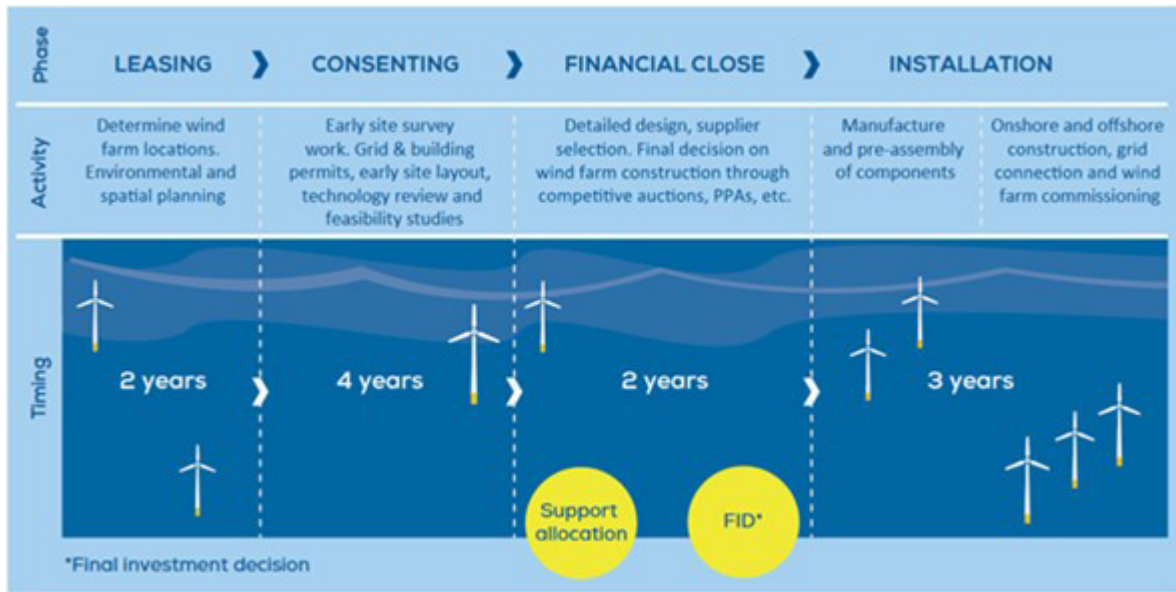 Phase
LEASING
CONSENTING
FINANCIAL CLOSE
INSTALLATION
Activity
Determine wind
farm locations.
Environmental and
spatial planning
Early site survey
work. Grid & building
permits, early site layout,
technology review and
feasibility studies
Detailed design, supplier
selection. Final decision on
wind farm construction through
competitive auctions, PPAs, etc.
Manufacture
and pre-assembly
of components
Onshore and offshore
construction, grid
connection and wind
farm commissioning
Timing
2 years
4 years
2 years
3 years
Support
allocation
FID*
*Final investment decision